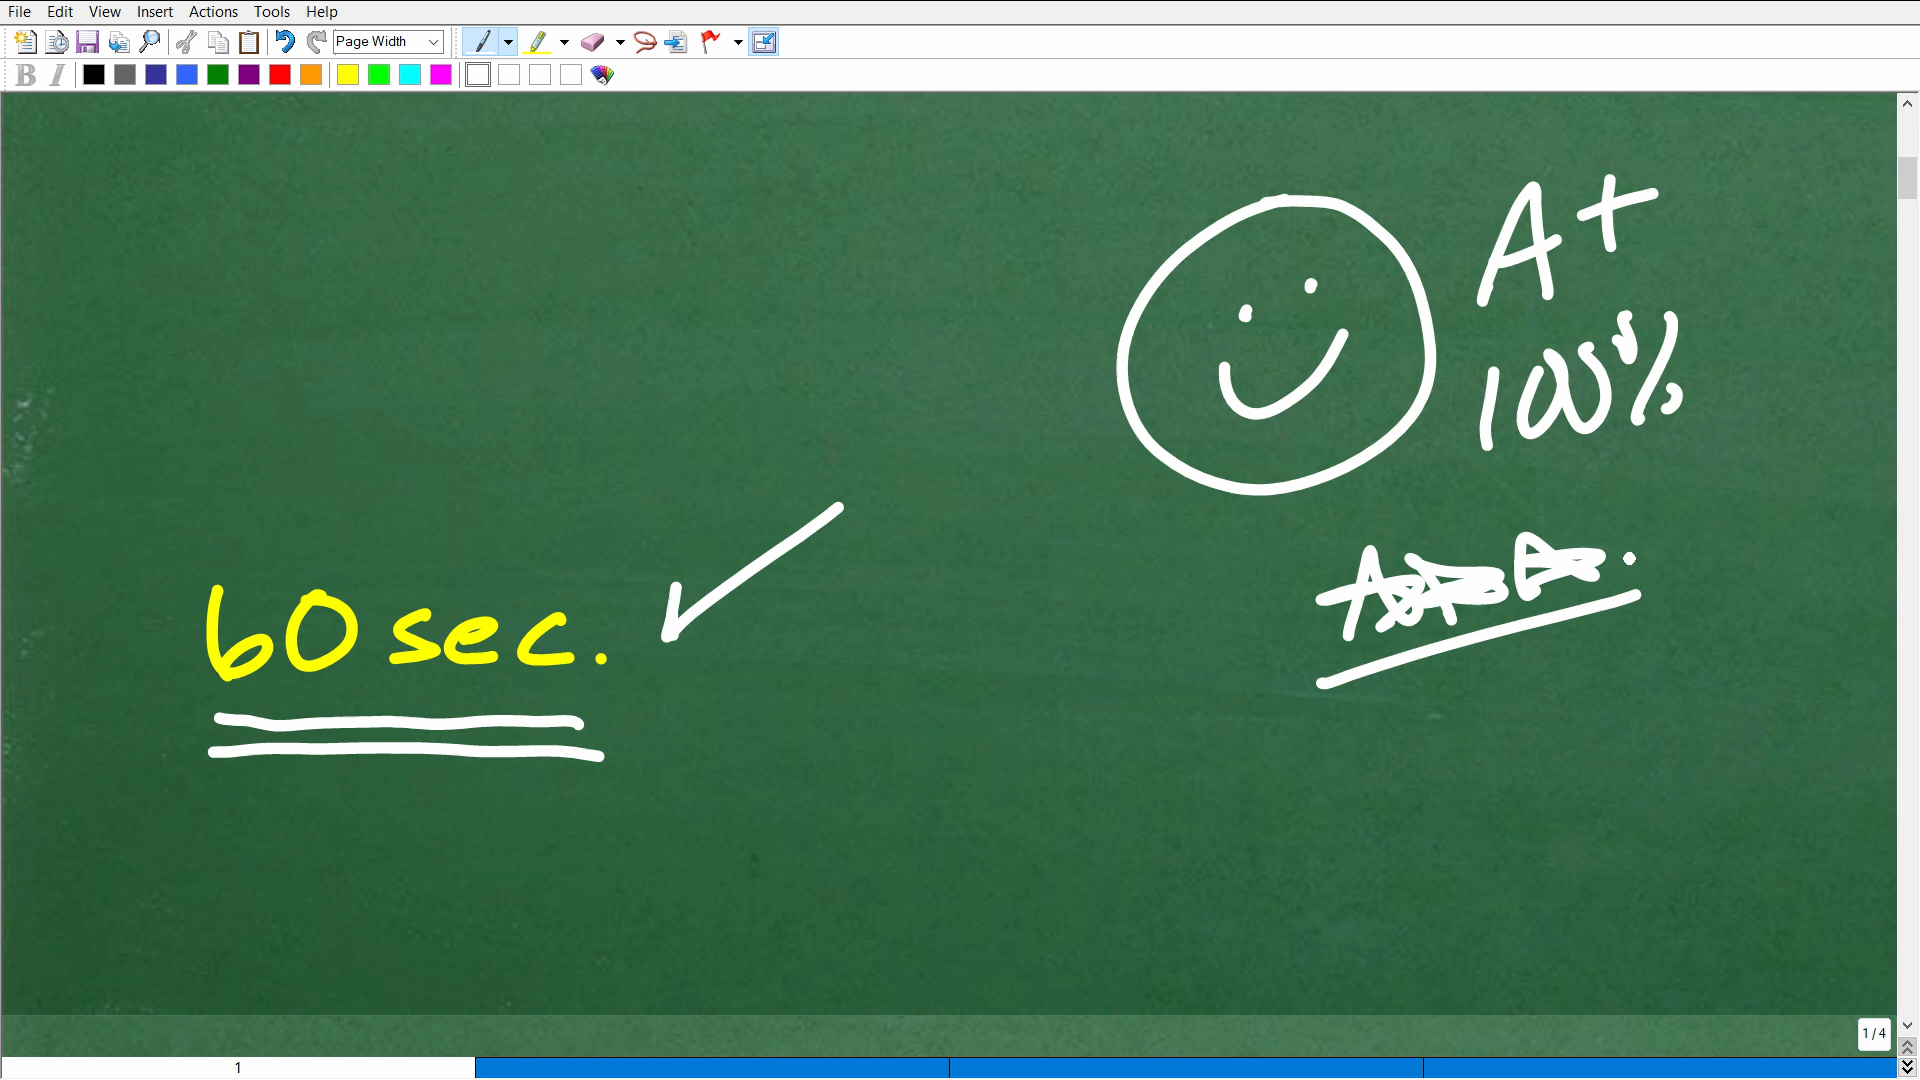 File Edit View Insert Actions Tools Help
Page Width
B I
A+
100%
60 sec.
1 / 4
1